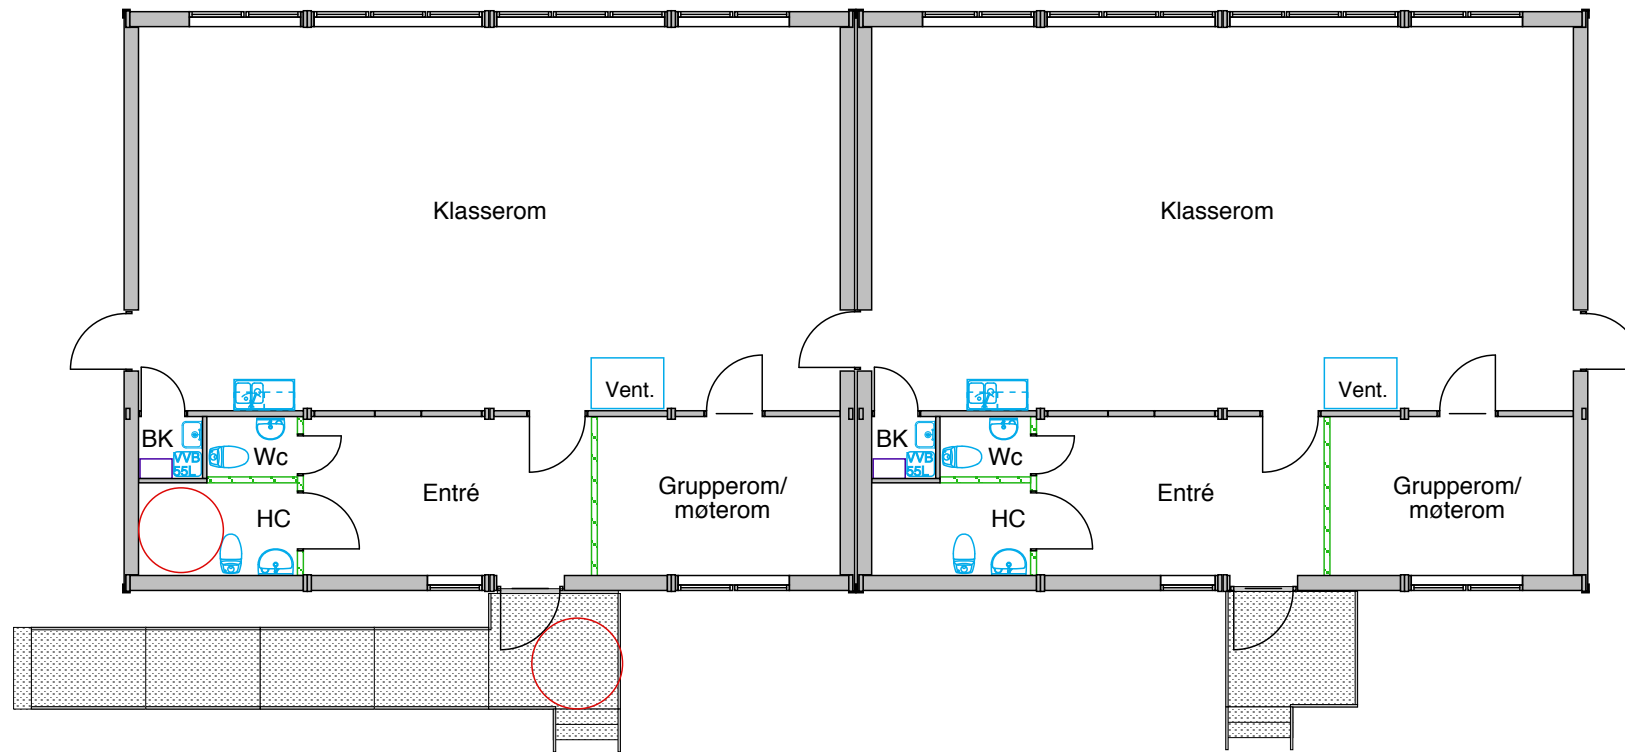 Klasserom
Klasserom
Vent.
Vent.
BK
Wc
VVB
55L
Entré
Grupperom/
møterom
HC
BK
Wc
VVB
55L
Entré
Grupperom/
møterom
HC